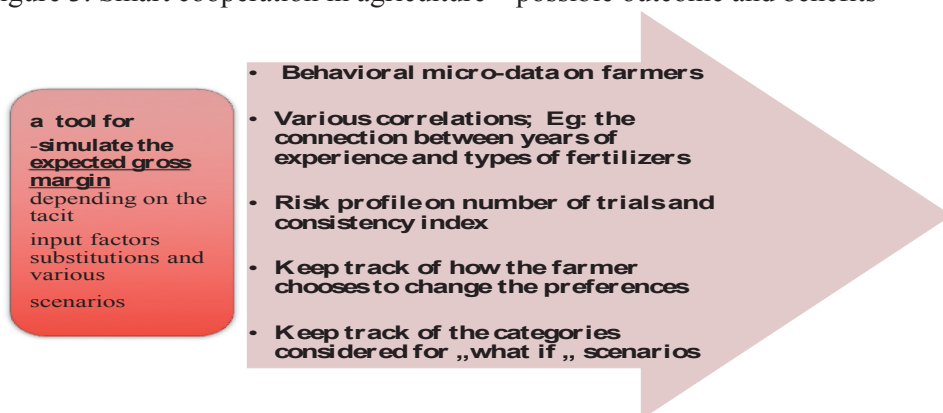 Figure 3: Smart cooperation in agriculture – possible outcome and benefits
a tool for
-simulate the
expected gross
margin
depending on the
tacit
input factors
substitutions and
various
scenarios
• Behavioral micro-data on farmers
• Various correlations; Eg: the
connection between years of
experience and types of fertilizers
• Risk profile on number of trials and
consistency index
• Keep track of how the farmer
chooses to change the preferences
• Keep track of the categories
considered for „what if „ scenarios